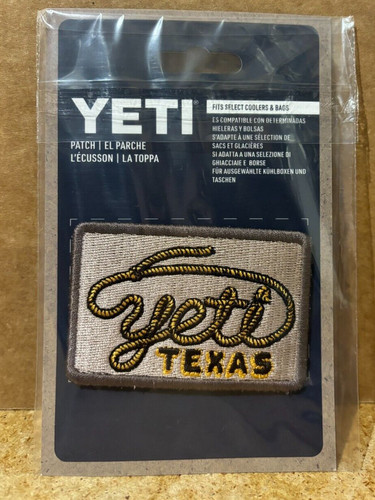 YETI
PATCH | EL PARCHE
L'ÉCUSSON | LA TOPPA
FITS SELECT COOLERS & BAGS
ES COMPATIBLE CON DETERMINADAS
HIELERAS Y BOLSAS
S'ADAPTE À UNE SÉLECTION DE
SACS ET GLACIÈRES
SI ADATTA A UNA SELEZIONE DI
GHIACCIAIE E BORSE
FÜR AUSGEWÄHLTE KÜHLBOXEN UND
TASCHEN
yeti
TEXAS